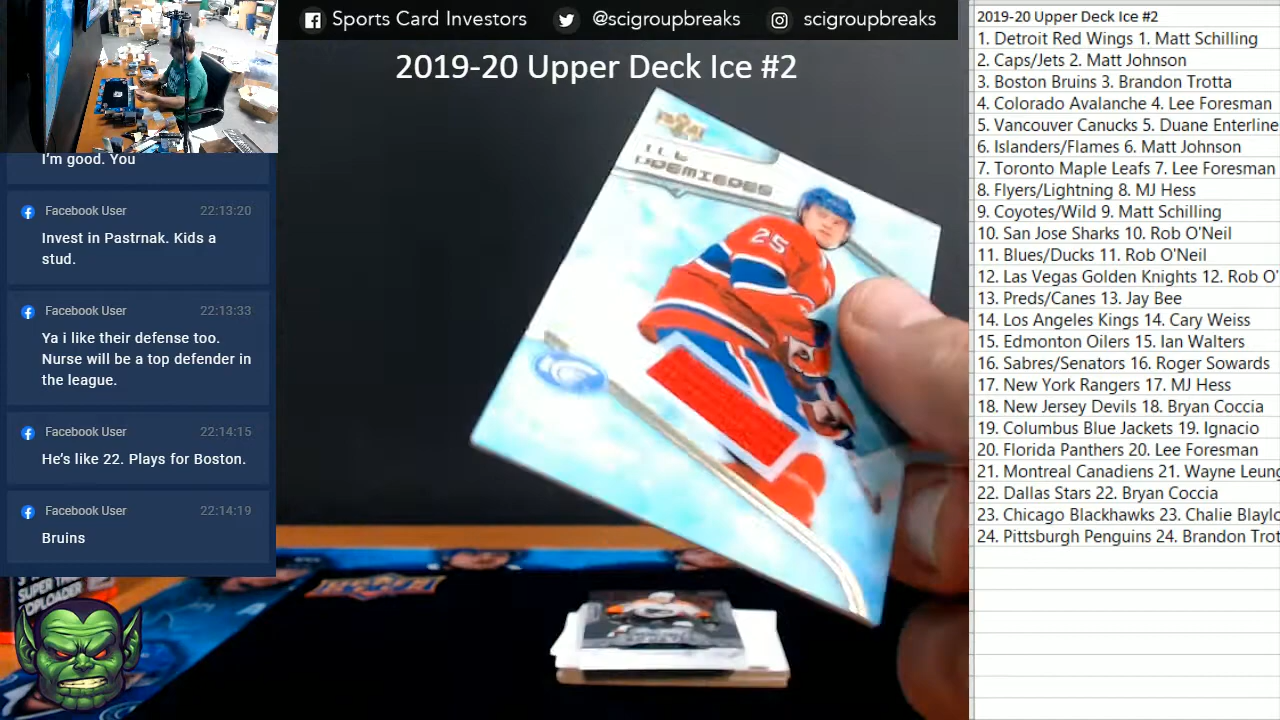 Sports Card Investors @scigroupbreaks scigroupbreaks
2019-20 Upper Deck Ice #2
I'm good. You
Facebook User 22:13:20
Invest in Pastrnak. Kids a
stud.
Facebook User 22:13:33
Ya i like their defense too.
Nurse will be a top defender in
the league.
Facebook User 22:14:15
He's like 22. Plays for Boston.
Facebook User 22:14:19
Bruins
PREMIERES
25
SUPER
TOPLOADER
2019-20 Upper Deck Ice #2
1. Detroit Red Wings 1. Matt Schilling
2. Caps/Jets 2. Matt Johnson
3. Boston Bruins 3. Brandon Trotta
4. Colorado Avalanche 4. Lee Foresman
5. Vancouver Canucks 5. Duane Enterline
6. Islanders/Flames 6. Matt Johnson
7. Toronto Maple Leafs 7. Lee Foresman
8. Flyers/Lightning 8. MJ Hess
9. Coyotes/Wild 9. Matt Schilling
10. San Jose Sharks 10. Rob O'Neil
11. Blues/Ducks 11. Rob O'Neil
12. Las Vegas Golden Knights 12. Rob O'
13. Preds/Canes 13. Jay Bee
14. Los Angeles Kings 14. Cary Weiss
15. Edmonton Oilers 15. Ian Walters
16. Sabres/Senators 16. Roger Sowards
17. New York Rangers 17. MJ Hess
18. New Jersey Devils 18. Bryan Coccia
19. Columbus Blue Jackets 19. Ignacio
20. Florida Panthers 20. Lee Foresman
21. Montreal Canadiens 21. Wayne Leung
22. Dallas Stars 22. Bryan Coccia
23. Chicago Blackhawks 23. Chalie Blaylo
24. Pittsburgh Penguins 24. Brandon Trot